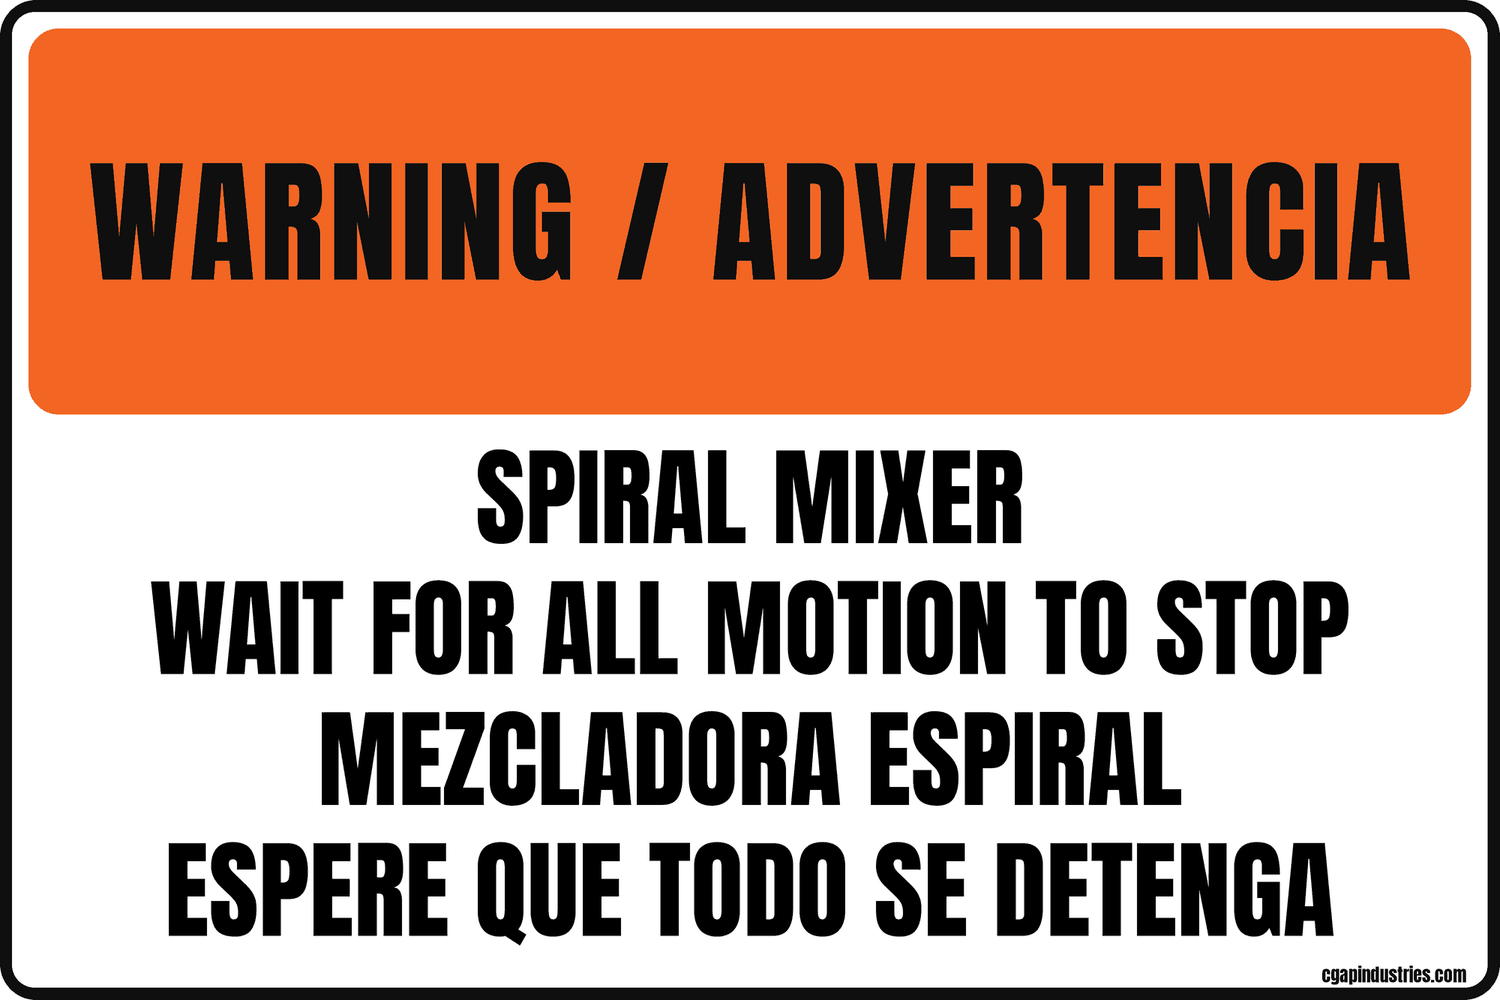 WARNING / ADVERTENCIA
SPIRAL MIXER
WAIT FOR ALL MOTION TO STOP
MEZCLADORA ESPIRAL
ESPERE QUE TODO SE DETENGA
cgapindustries.com